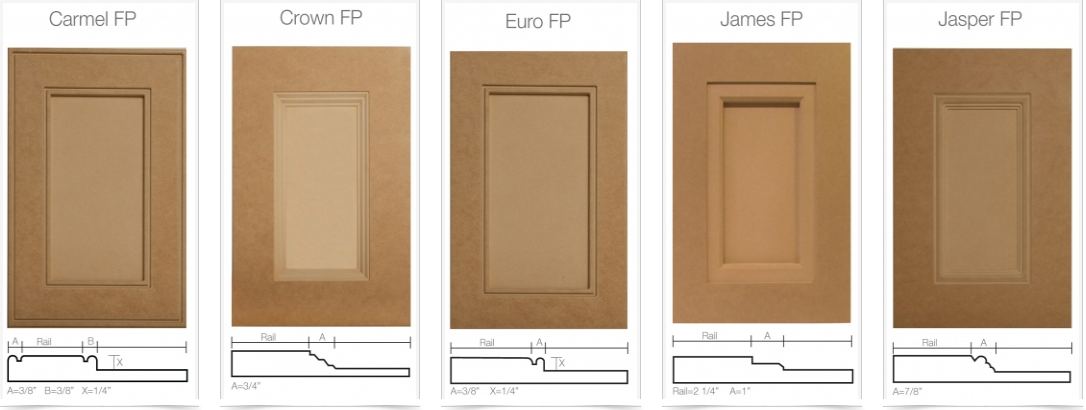 Carmel FP
A Rail B
X
A=3/8" B=3/8" X=1/4"
Crown FP
Rail A
A=3/4"
Euro FP
Rail A
X
A=3/8" X=1/4"
James FP
Rail A
Rail=2 1/4" A=1"
Jasper FP
Rail A
A=7/8"